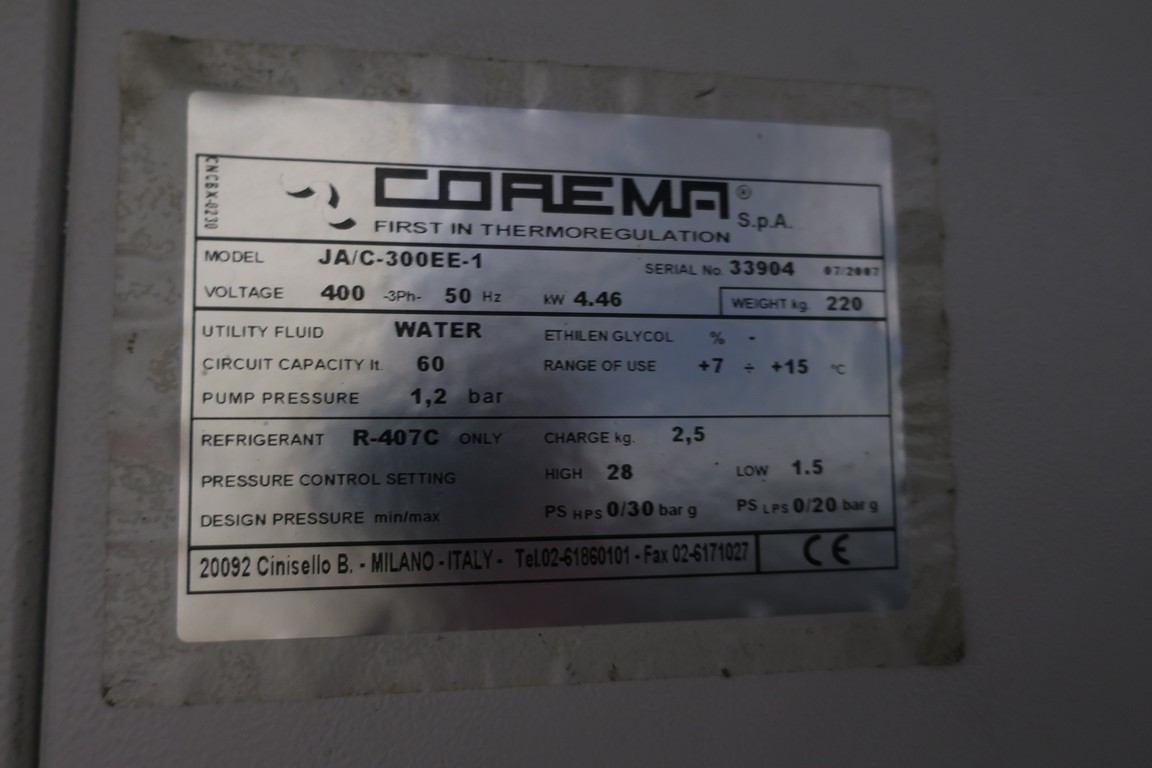 CNCBX-0230
COREMA ® S.p.A.
FIRST IN THERMOREGULATION
MODEL JA/C-300EE-1 SERIAL No. 33904 07/2007
VOLTAGE 400 -3Ph- 50 Hz kW 4.46 WEIGHT kg. 220
UTILITY FLUID WATER ETHILEN GLYCOL % -
CIRCUIT CAPACITY lt. 60 RANGE OF USE +7 ÷ +15 °C
PUMP PRESSURE 1,2 bar
REFRIGERANT R-407C ONLY CHARGE kg. 2,5
PRESSURE CONTROL SETTING HIGH 28 LOW 1.5
DESIGN PRESSURE min/max PS HPS 0/30 bar g PS LPS 0/20 bar g
20092 Cinisello B. - MILANO - ITALY - Tel.02-61860101 - Fax 02-6171027 CE